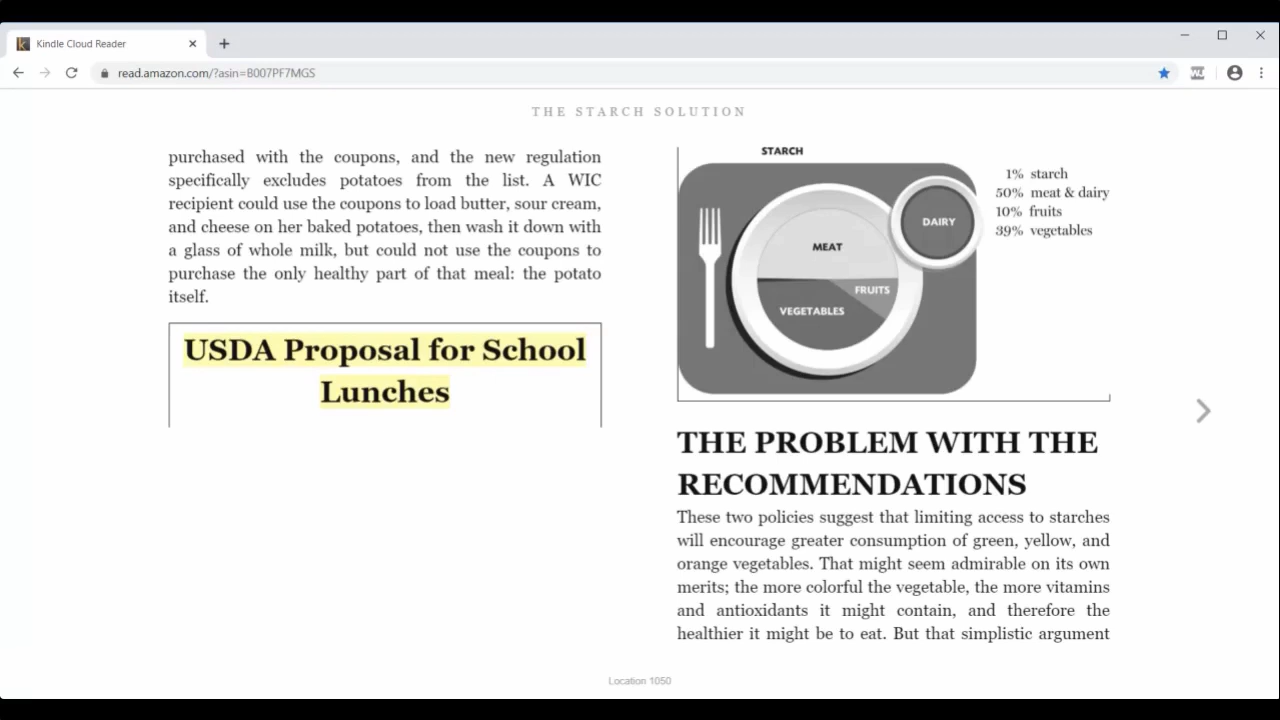 Kindle Cloud Reader
read.amazon.com/?asin=B007PF7MGS
THE STARCH SOLUTION
purchased with the coupons, and the new regulation
specifically excludes potatoes from the list. A WIC
recipient could use the coupons to load butter, sour cream,
and cheese on her baked potatoes, then wash it down with
a glass of whole milk, but could not use the coupons to
purchase the only healthy part of that meal: the potato
itself.
USDA Proposal for School
Lunches
STARCH
MEAT
DAIRY
FRUITS
VEGETABLES
1% starch
50% meat & dairy
10% fruits
39% vegetables
THE PROBLEM WITH THE
RECOMMENDATIONS
These two policies suggest that limiting access to starches
will encourage greater consumption of green, yellow, and
orange vegetables. That might seem admirable on its own
merits; the more colorful the vegetable, the more vitamins
and antioxidants it might contain, and therefore the
healthier it might be to eat. But that simplistic argument
Location 1050